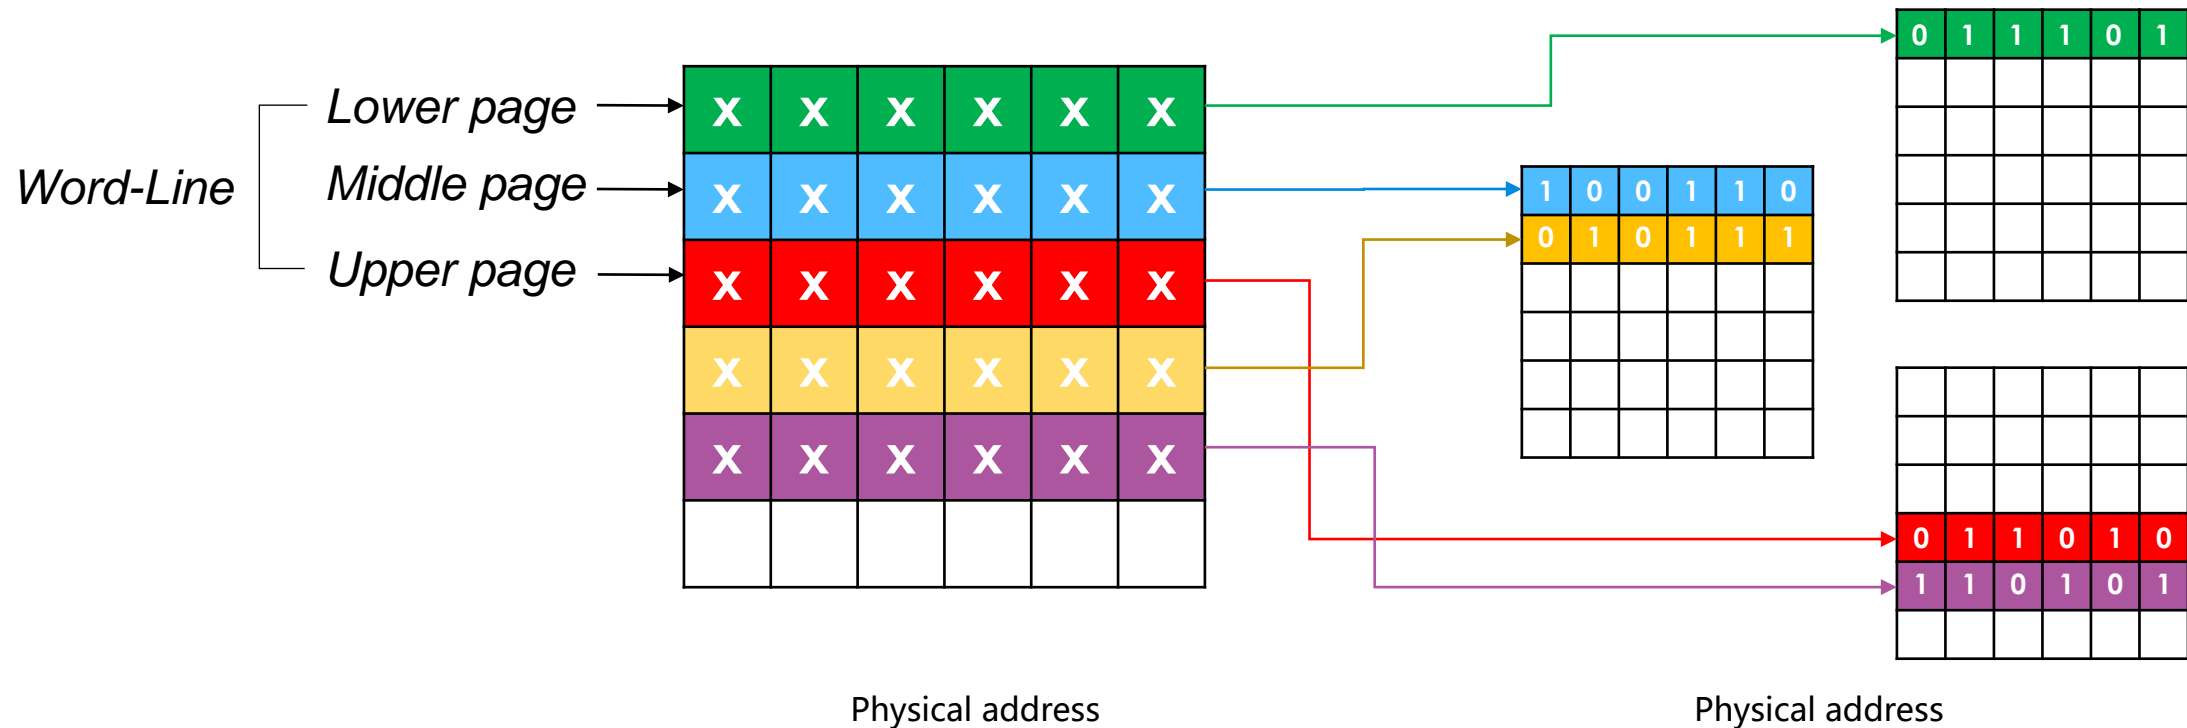 Word-Line
Lower page
Middle page
Upper page
X X X X X X
X X X X X X
X X X X X X
X X X X X X
X X X X X X
1 0 0 1 1 0
0 1 0 1 1 1
0 1 1 1 0 1
0 1 1 0 1 0
1 1 0 1 0 1
Physical address
Physical address